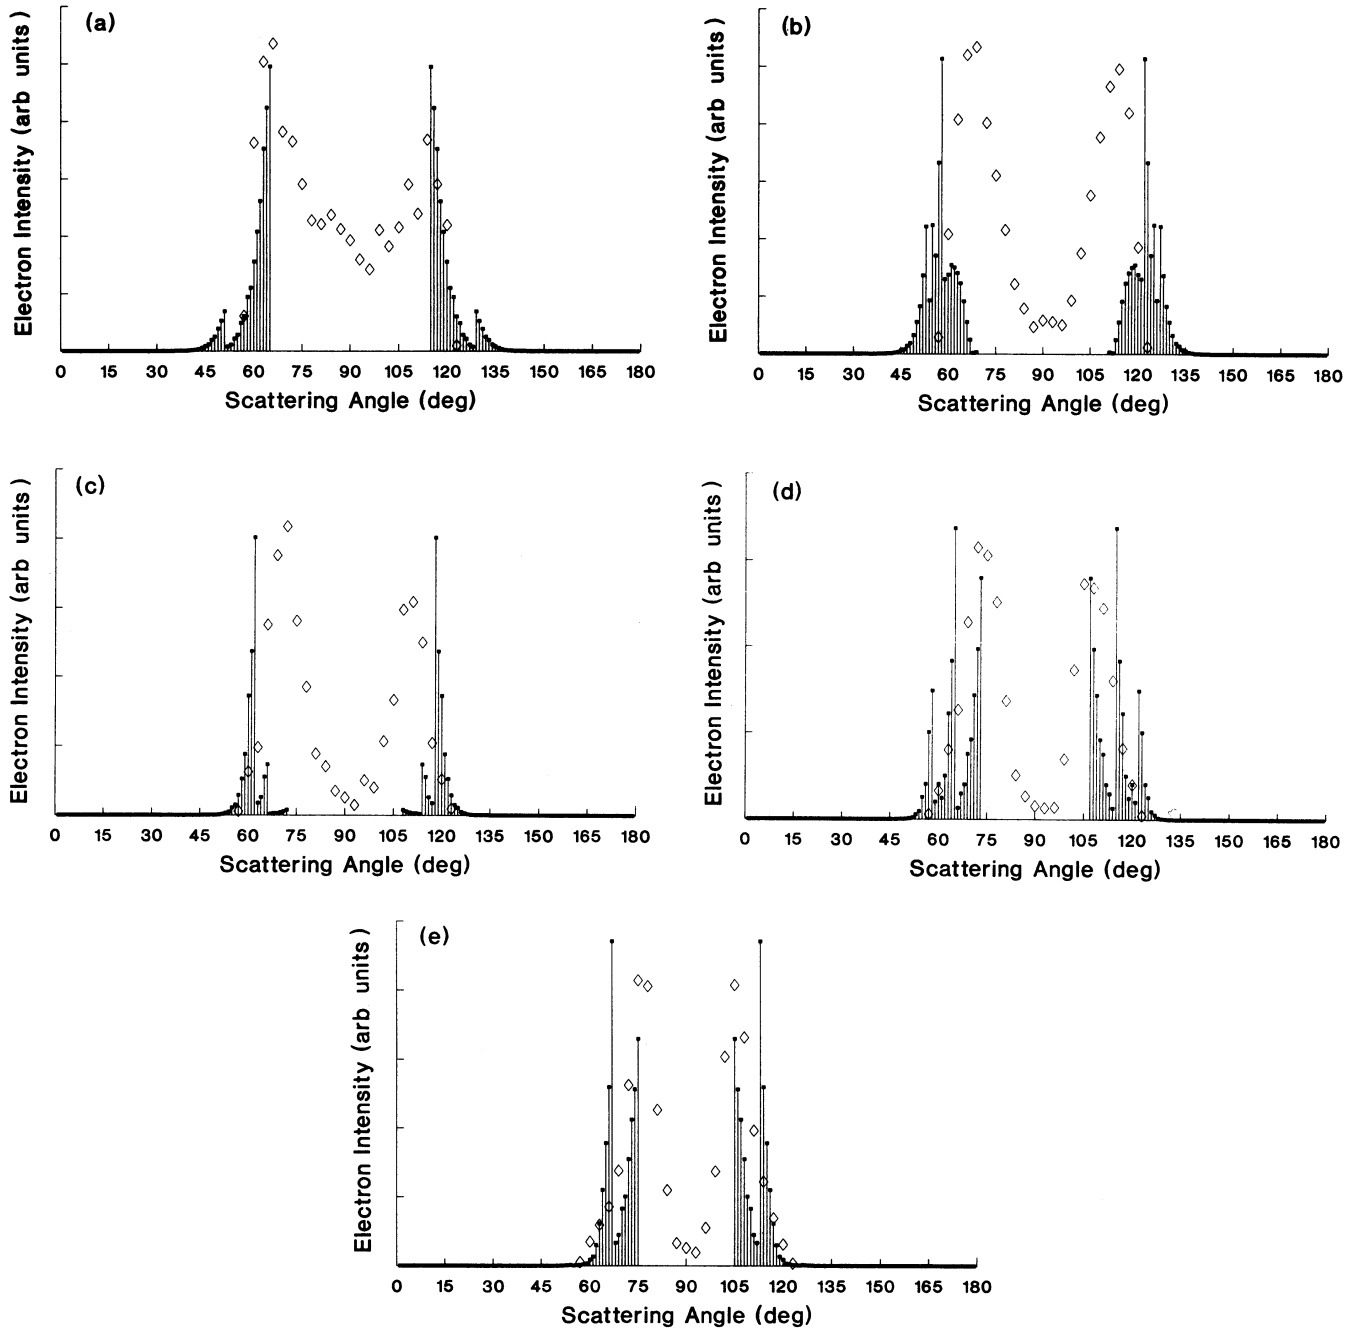 (a)
Electron Intensity (arb units)
0 15 30 45 60 75 90 105 120 135 150 165 180
Scattering Angle (deg)
(b)
Electron Intensity (arb units)
0 15 30 45 60 75 90 105 120 135 150 165 180
Scattering Angle (deg)
(c)
Electron Intensity (arb units)
0 15 30 45 60 75 90 105 120 135 150 165 180
Scattering Angle (deg)
(d)
Electron Intensity (arb units)
0 15 30 45 60 75 90 105 120 135 150 165 180
Scattering Angle (deg)
(e)
Electron Intensity (arb units)
0 15 30 45 60 75 90 105 120 135 150 165 180
Scattering Angle (deg)